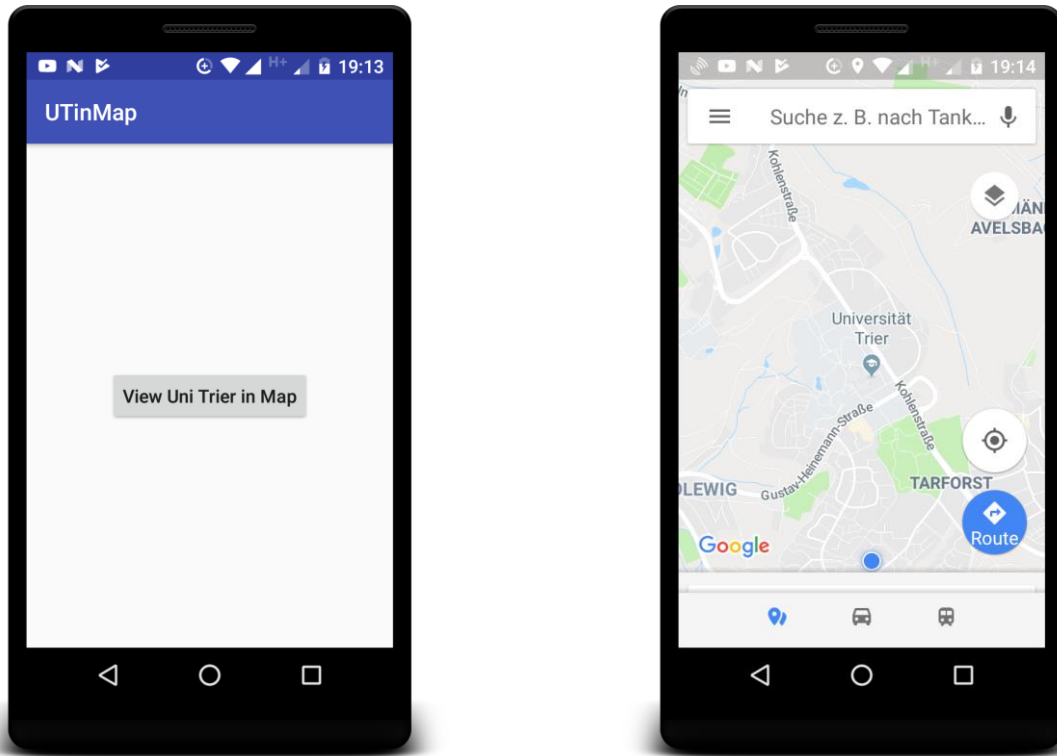 H+
19:13
UTinMap
View Uni Trier in Map
H+
19:14
Suche z. B. nach Tank...
Kohlenstraße
ÄN
AVELSBA
Universität
Trier
Kohlenstraße
Gustav-Heinemann-Straße
LEWIG
TARFORST
Google
Route